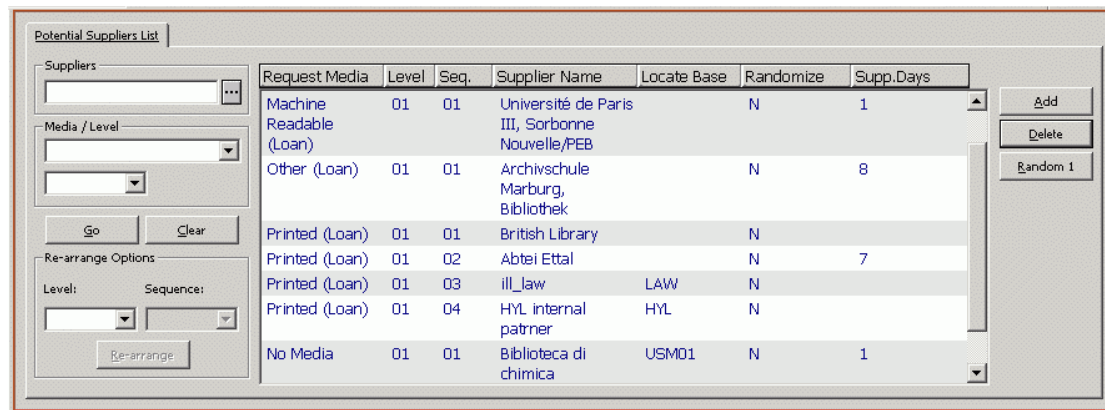 Potential Suppliers List
Suppliers
...
Media / Level
Go Clear
Re-arrange Options
Level: Sequence:
Re-arrange
Request Media Level Seq. Supplier Name Locate Base Randomize Supp.Days
Machine 01 01 Université de Paris N 1
Readable III, Sorbonne
(Loan) Nouvelle/PEB
Other (Loan) 01 01 Archivschule N 8
Marburg,
Bibliothek
Printed (Loan) 01 01 British Library N
Printed (Loan) 01 02 Abtei Ettal N 7
Printed (Loan) 01 03 ill_law LAW N
Printed (Loan) 01 04 HYL internal HYL N
patrner
No Media 01 01 Biblioteca di USM01 N 1
chimica
Add
Delete
Random 1